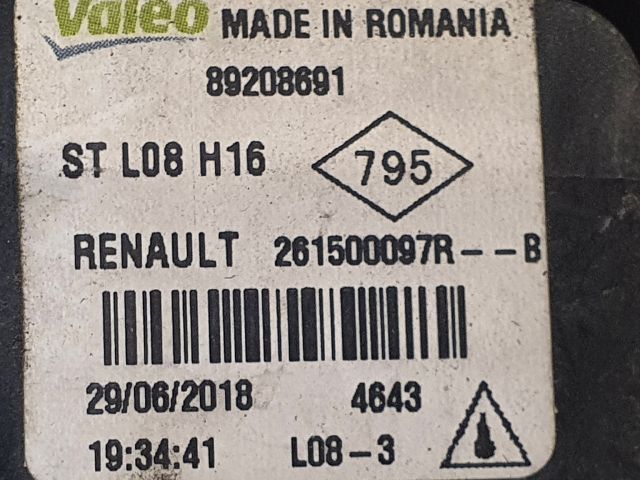 Valeo MADE IN ROMANIA
89208691
ST L08 H16 795
RENAULT 261500097R--B
29/06/2018 4643
19:34:41 L08-3